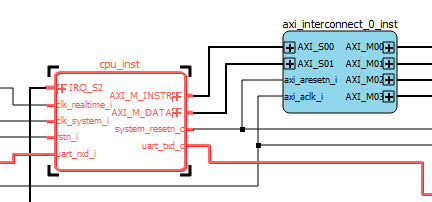 axi_interconnect_0_inst
AXI_S00
AXI_M00
AXI_S01
AXI_M01
axi_aresetn_i
AXI_M02
axi_aclk_i
AXI_M03
cpu_inst
IRQ_S2
AXI_M_INSTR
clk_realtime_i
AXI_M_DATA
clk_system_i
system_resetn_o
rstn_i
uart_txd_o
uart_rxd_i